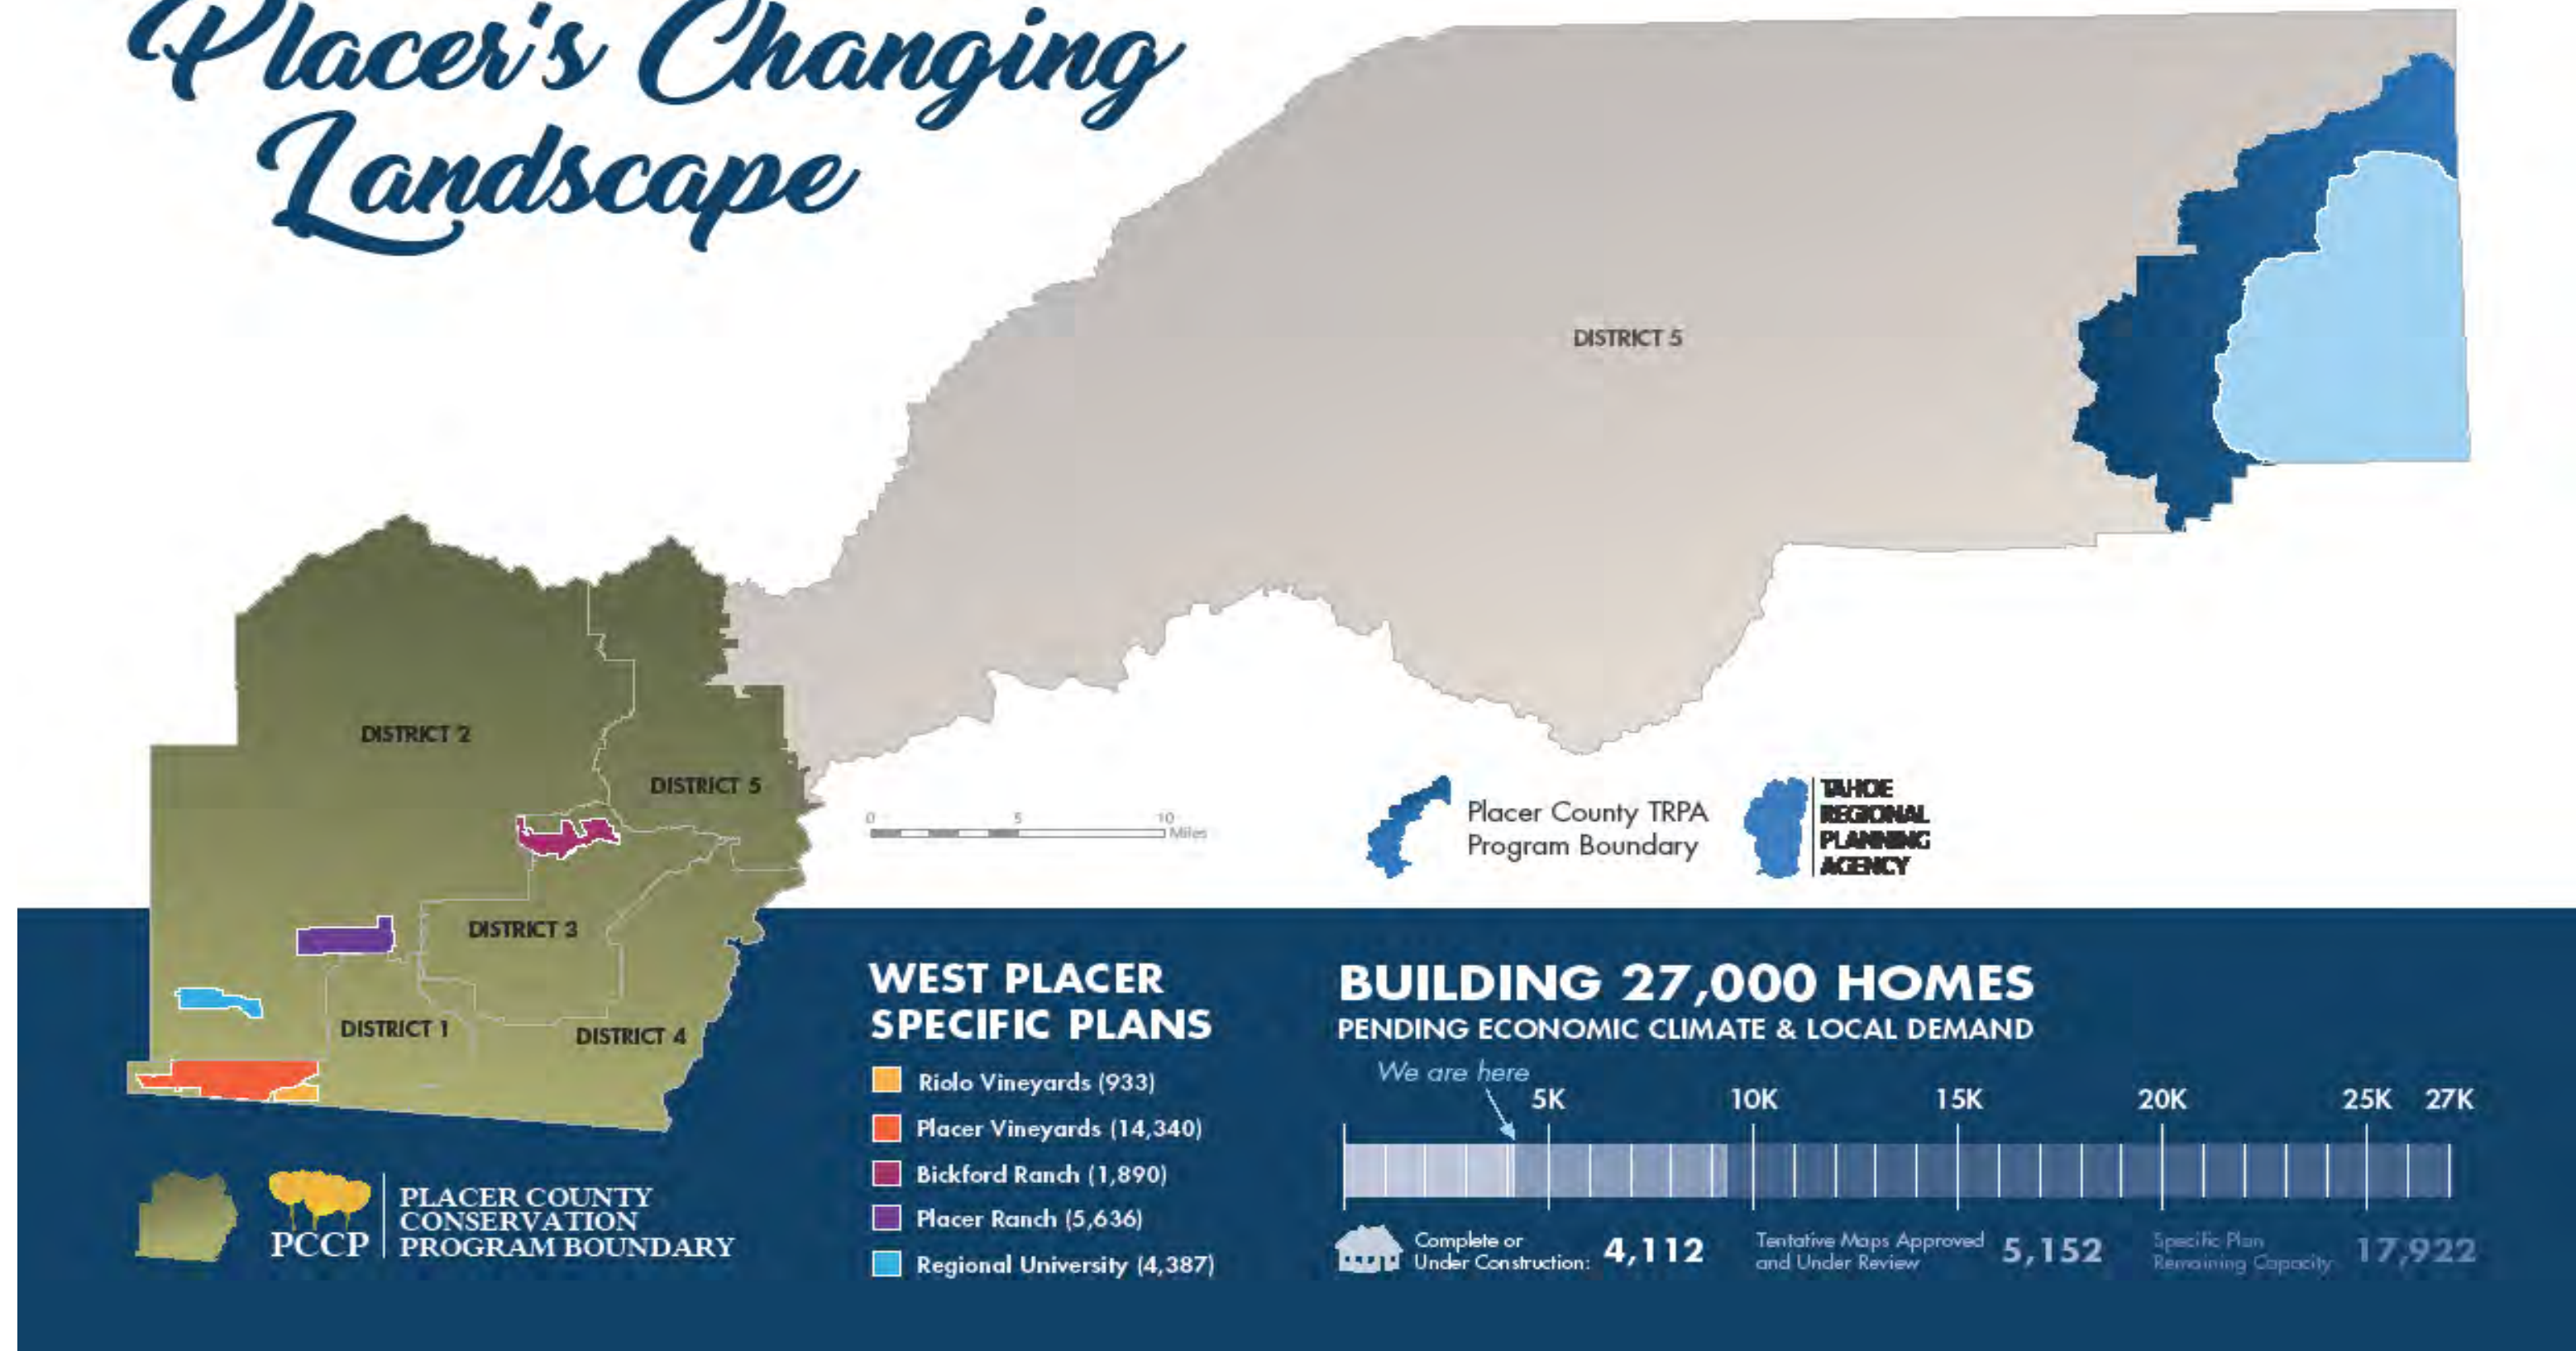 Placer's Changing
Landscape
DISTRICT 5
DISTRICT 2
DISTRICT 5
DISTRICT 3
DISTRICT 1
DISTRICT 4
0 5 10
Miles
Placer County TRPA
Program Boundary
TAHOE
REGIONAL
PLANNING
AGENCY
PCCP
PLACER COUNTY
CONSERVATION
PROGRAM BOUNDARY
WEST PLACER
SPECIFIC PLANS
Riolo Vineyards (933)
Placer Vineyards (14,340)
Bickford Ranch (1,890)
Placer Ranch (5,636)
Regional University (4,387)
BUILDING 27,000 HOMES
PENDING ECONOMIC CLIMATE & LOCAL DEMAND
We are here
5K 10K 15K 20K 25K 27K
Complete or
Under Construction: 4,112
Tentative Maps Approved
and Under Review 5,152
Specific Plan
Remaining Capacity: 17,922